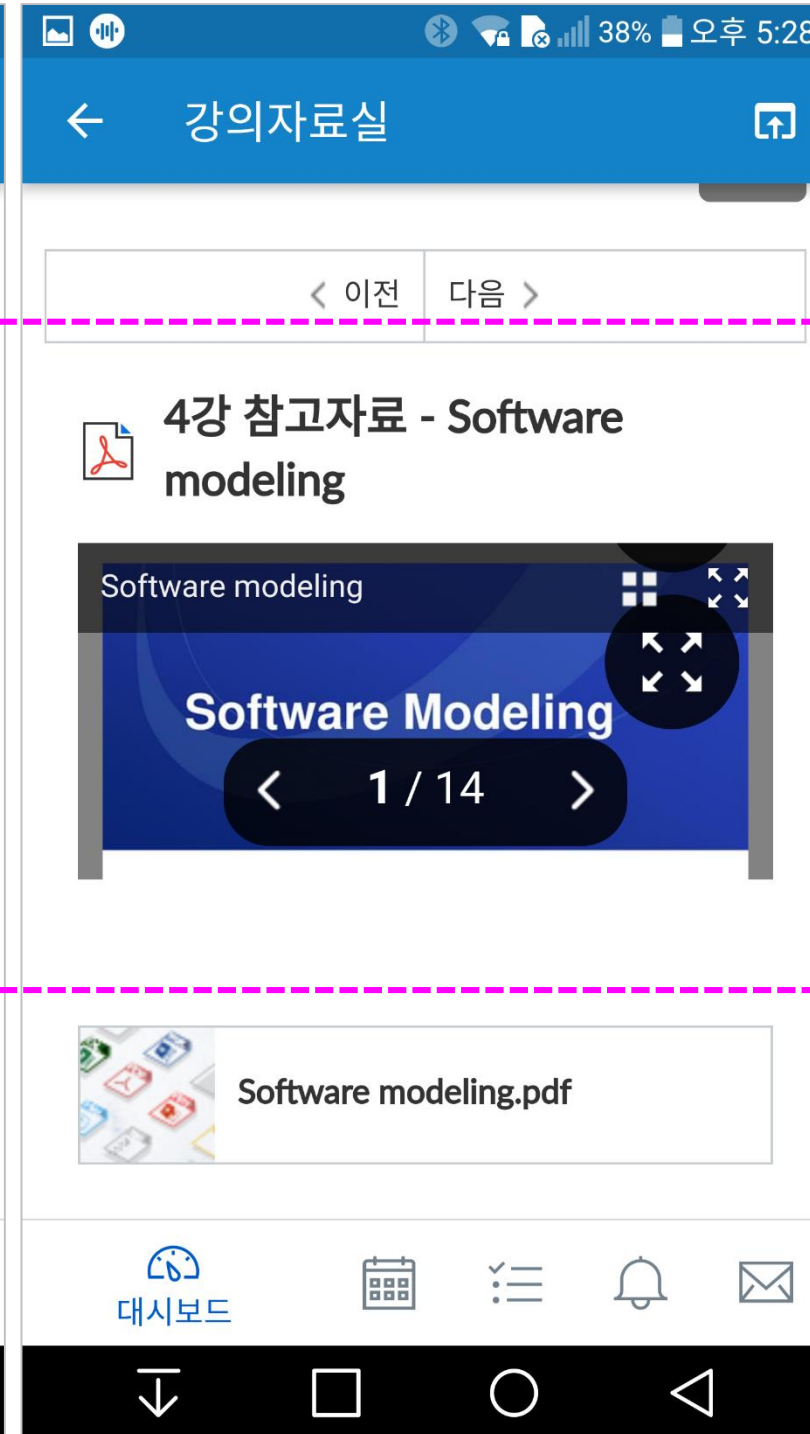 38% 오후 5:28
강의자료실
이전 다음
4강 참고자료 - Software
modeling
Software modeling
Software Modeling
1 / 14
Software modeling.pdf
대시보드